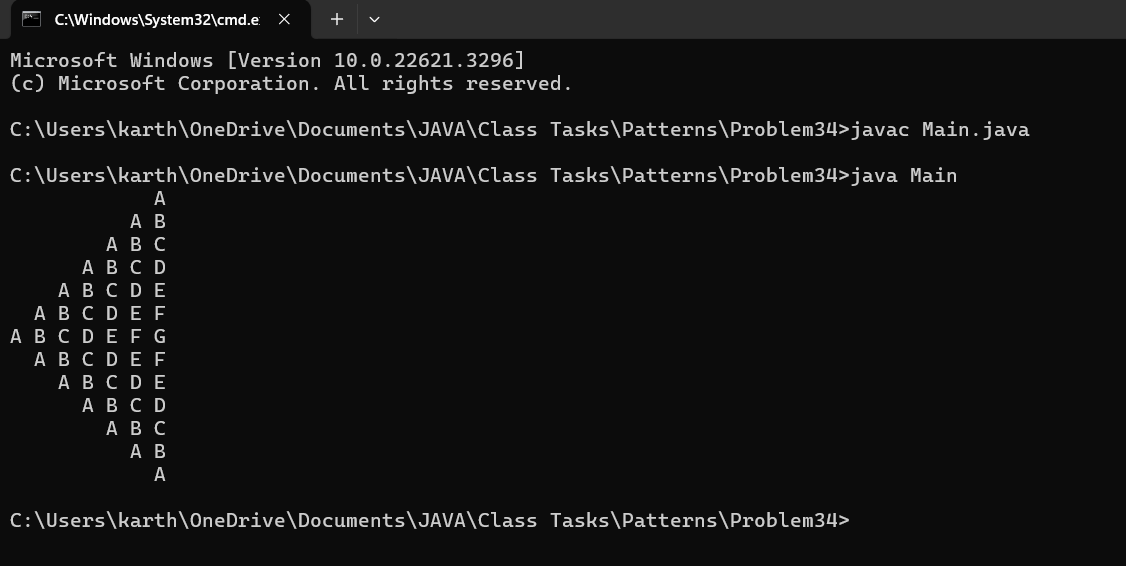 C:\Windows\System32\cmd.e
Microsoft Windows [Version 10.0.22621.3296]
(c) Microsoft Corporation. All rights reserved.
C:\Users\karth\OneDrive\Documents\JAVA\Class Tasks\Patterns\Problem34>javac Main.java
C:\Users\karth\OneDrive\Documents\JAVA\Class Tasks\Patterns\Problem34>java Main
            A
          A B
        A B C
      A B C D
    A B C D E
  A B C D E F
A B C D E F G
  A B C D E F
    A B C D E
      A B C D
        A B C
          A B
            A
C:\Users\karth\OneDrive\Documents\JAVA\Class Tasks\Patterns\Problem34>